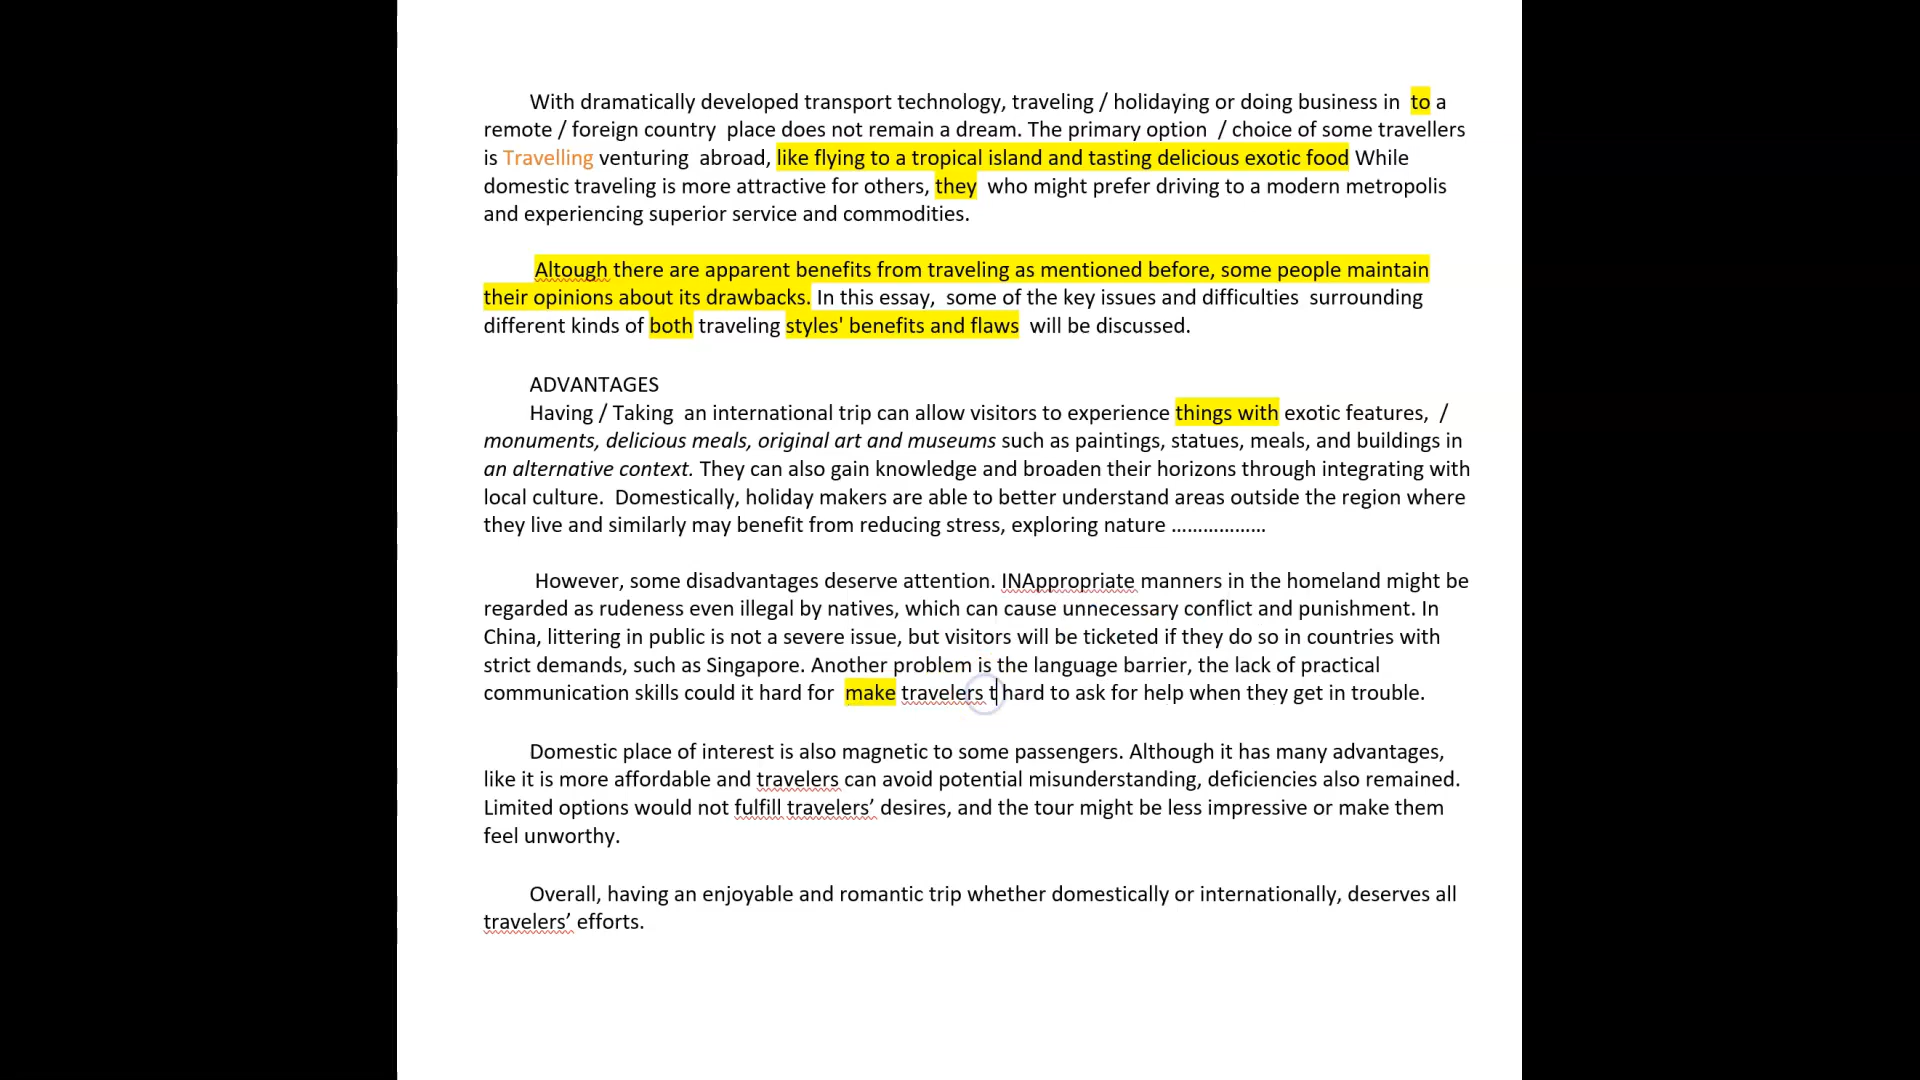 With dramatically developed transport technology, traveling / holidaying or doing business in to a
remote / foreign country place does not remain a dream. The primary option / choice of some travellers
is Travelling venturing abroad, like flying to a tropical island and tasting delicious exotic food While
domestic traveling is more attractive for others, they who might prefer driving to a modern metropolis
and experiencing superior service and commodities.
Altough there are apparent benefits from traveling as mentioned before, some people maintain
their opinions about its drawbacks. In this essay, some of the key issues and difficulties surrounding
different kinds of both traveling styles' benefits and flaws will be discussed.
ADVANTAGES
Having / Taking an international trip can allow visitors to experience things with exotic features, /
monuments, delicious meals, original art and museums such as paintings, statues, meals, and buildings in
an alternative context. They can also gain knowledge and broaden their horizons through integrating with
local culture. Domestically, holiday makers are able to better understand areas outside the region where
they live and similarly may benefit from reducing stress, exploring nature ………………
However, some disadvantages deserve attention. INAppropriate manners in the homeland might be
regarded as rudeness even illegal by natives, which can cause unnecessary conflict and punishment. In
China, littering in public is not a severe issue, but visitors will be ticketed if they do so in countries with
strict demands, such as Singapore. Another problem is the language barrier, the lack of practical
communication skills could it hard for make travelers t hard to ask for help when they get in trouble.
Domestic place of interest is also magnetic to some passengers. Although it has many advantages,
like it is more affordable and travelers can avoid potential misunderstanding, deficiencies also remained.
Limited options would not fulfill travelers’ desires, and the tour might be less impressive or make them
feel unworthy.
Overall, having an enjoyable and romantic trip whether domestically or internationally, deserves all
travelers’ efforts.